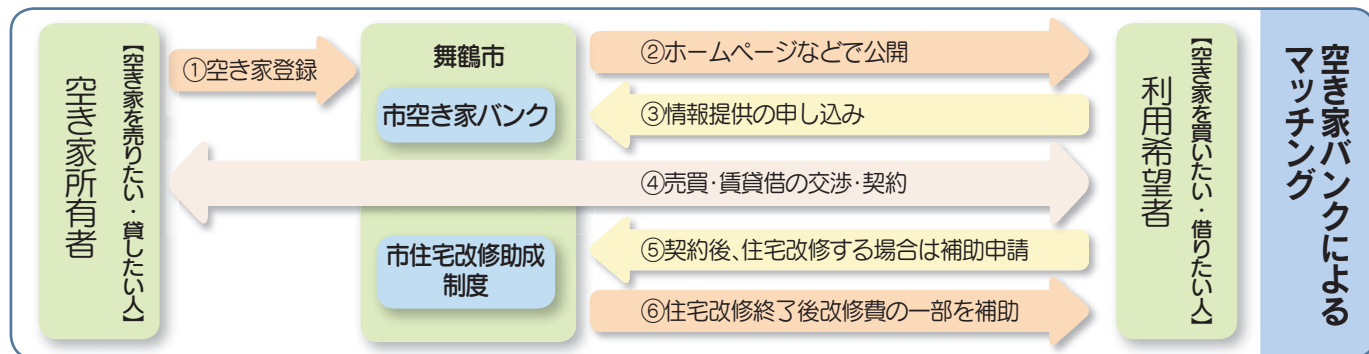 空き家バンクによる
マッチング
空き家所有者
【空き家を売りたい・貸したい人】
①空き家登録
舞鶴市
市空き家バンク
市住宅改修助成
制度
②ホームページなどで公開
③情報提供の申し込み
④売買・賃貸借の交渉・契約
⑤契約後、住宅改修する場合は補助申請
⑥住宅改修終了後改修費の一部を補助
【空き家を買いたい・借りたい人】
利用希望者